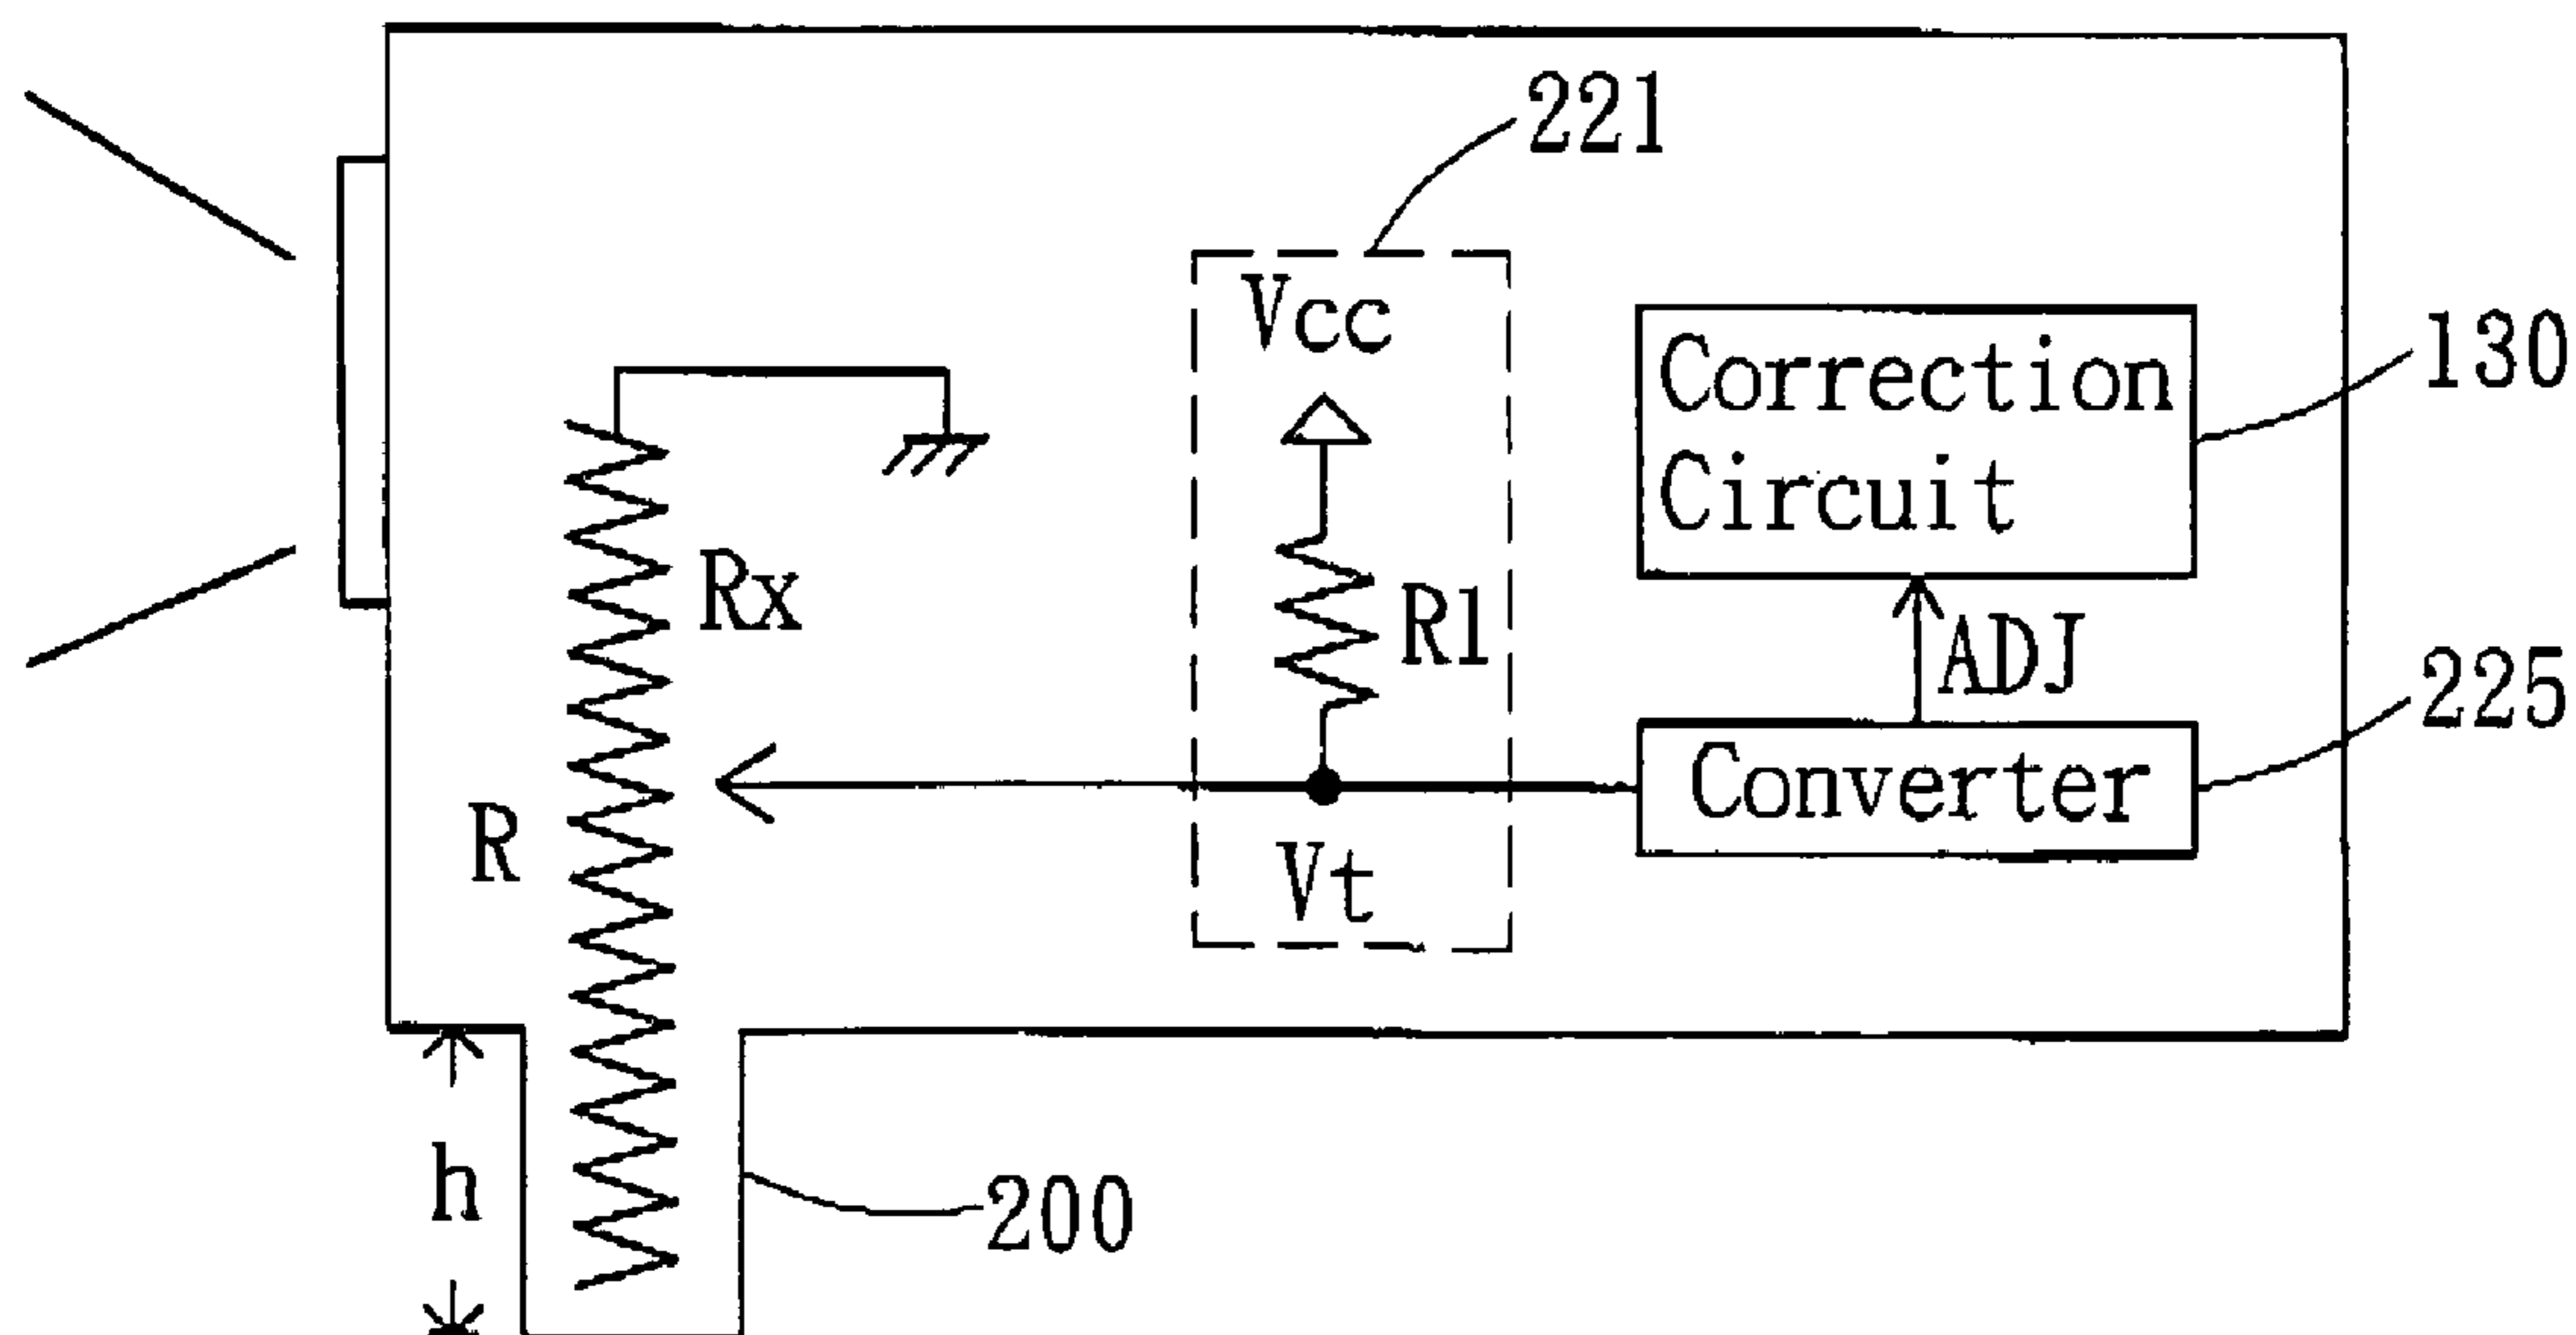 221
Vcc
Correction
Circuit
130
Rx
R1
ADJ
225
Converter
R
Vt
h
200